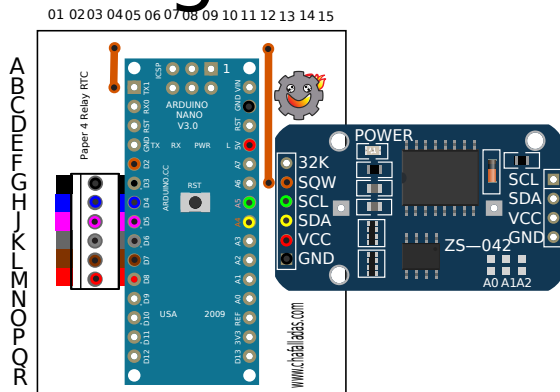 g
01 02 03 04 05 06 07 08 09 10 11 12 13 14 15
A
B
C
D
E
F
G
H
J
K
L
M
N
O
P
Q
R
Paper 4 Relay RTC
ICSP
1
ARDUINO
NANO
V3.0
TX RX PWR L
RST
ARDUINO.CC
USA 2009
TX1
RX0
RST
GND
D2
D3
D4
D5
D6
D7
D8
D9
D10
D11
D12
VIN
GND
RST
5V
A7
A6
A5
A4
A3
A2
A1
A0
REF
3V3
D13
POWER
32K
SQW
SCL
SDA
VCC
GND
ZS-042
A0 A1 A2
SCL
SDA
VCC
GND
www.chafalladas.com